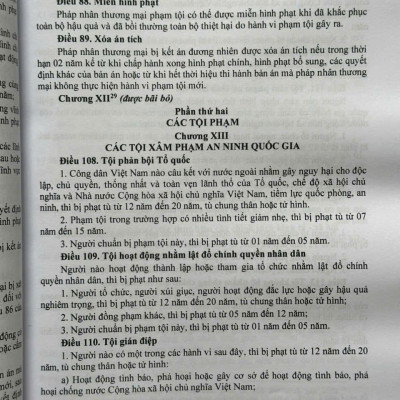 Điều 88. Miễn hình phạt
Pháp nhân thương mại phạm tội có thể được miễn hình phạt khi đã khắc phục
toàn bộ hậu quả và đã bồi thường toàn bộ thiệt hại do hành vi phạm tội gây ra.
Điều 89. Xóa án tích
Pháp nhân thương mại bị kết án đương nhiên được xóa án tích nếu trong thời
hạn 02 năm kể từ khi chấp hành xong hình phạt chính, hình phạt bổ sung, các quyết
định khác của bản án hoặc từ khi hết thời hiệu thi hành bản án mà pháp nhân thương
mại không thực hiện hành vi phạm tội mới.
Chương XII²⁹ (được bãi bỏ)
Phần thứ hai
CÁC TỘI PHẠM
Chương XIII
CÁC TỘI XÂM PHẠM AN NINH QUỐC GIA
Điều 108. Tội phản bội Tổ quốc
1. Công dân Việt Nam nào câu kết với nước ngoài nhằm gây nguy hại cho độc
lập, chủ quyền, thống nhất và toàn vẹn lãnh thổ của Tổ quốc, chế độ xã hội chủ
nghĩa và Nhà nước Cộng hòa xã hội chủ nghĩa Việt Nam, tiềm lực quốc phòng, an
ninh, thì bị phạt tù từ 12 năm đến 20 năm, tù chung thân hoặc tử hình.
2. Phạm tội trong trường hợp có nhiều tình tiết giảm nhẹ, thì bị phạt tù từ 07
năm đến 15 năm.
3. Người chuẩn bị phạm tội này, thì bị phạt tù từ 01 năm đến 05 năm.
Điều 109. Tội hoạt động nhằm lật đổ chính quyền nhân dân
Người nào hoạt động thành lập hoặc tham gia tổ chức nhằm lật đổ chính
quyền nhân dân, thì bị phạt như sau:
1. Người tổ chức, người xúi giục, người hoạt động đắc lực hoặc gây hậu quả
nghiêm trọng, thì bị phạt tù từ 12 năm đến 20 năm, tù chung thân hoặc tử hình;
2. Người đồng phạm khác, thì bị phạt tù từ 05 năm đến 12 năm;
3. Người chuẩn bị phạm tội này, thì bị phạt tù từ 01 năm đến 05 năm.
Điều 110. Tội gián điệp
1. Người nào có một trong các hành vi sau đây, thì bị phạt tù từ 12 năm đến 20
năm, tù chung thân hoặc tử hình:
a) Hoạt động tình báo, phá hoại hoặc gây cơ sở để hoạt động tình báo, phá
hoại chống nước Cộng hòa xã hội chủ nghĩa Việt Nam;